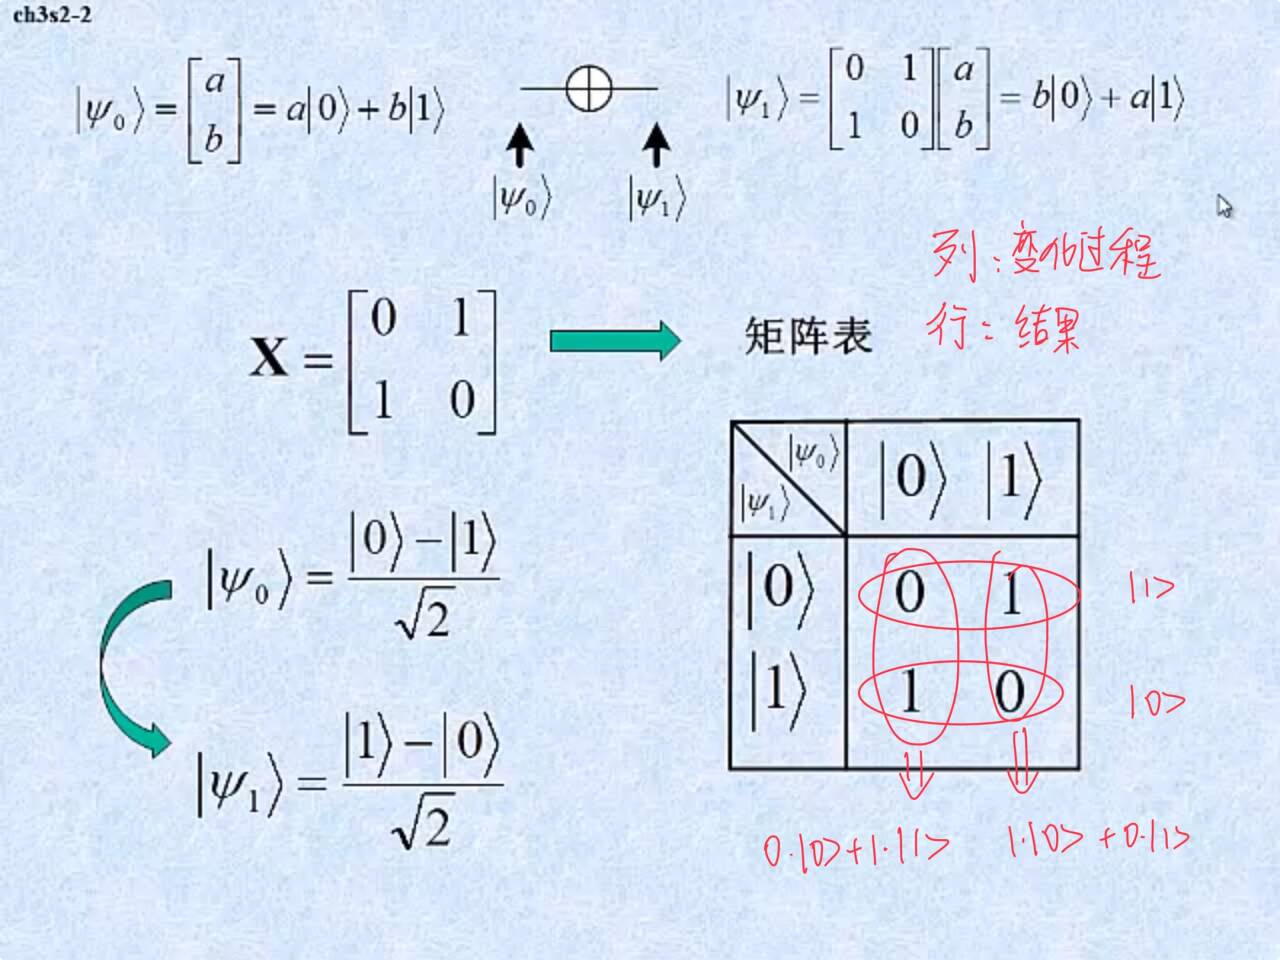 ch3s2-2
|ψ₀⟩ = [a b] = a|0⟩ + b|1⟩
|ψ₁⟩ = [0 1 1 0][a b] = b|0⟩ + a|1⟩
|ψ₀⟩ |ψ₁⟩
列：变化过程
行：结果
X = [0 1 1 0]
矩阵表
|ψ₀⟩ |0⟩ |1⟩
|ψ₁⟩
|0⟩ 0 1 |1>
|1⟩ 1 0 |0>
|ψ₀⟩ = (|0⟩ − |1⟩)/√2
|ψ₁⟩ = (|1⟩ − |0⟩)/√2
0·|0>+1·|1> 1·|0>+0·|1>